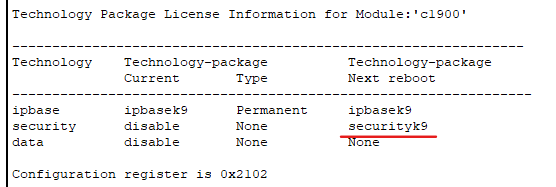 Technology Package License Information for Module:'c1900'
----------------------------------------------------------------
Technology Technology-package Technology-package
Current Type Next reboot
-----------------------------------------------------------------
ipbase ipbasek9 Permanent ipbasek9
security disable None securityk9
data disable None None
Configuration register is 0x2102